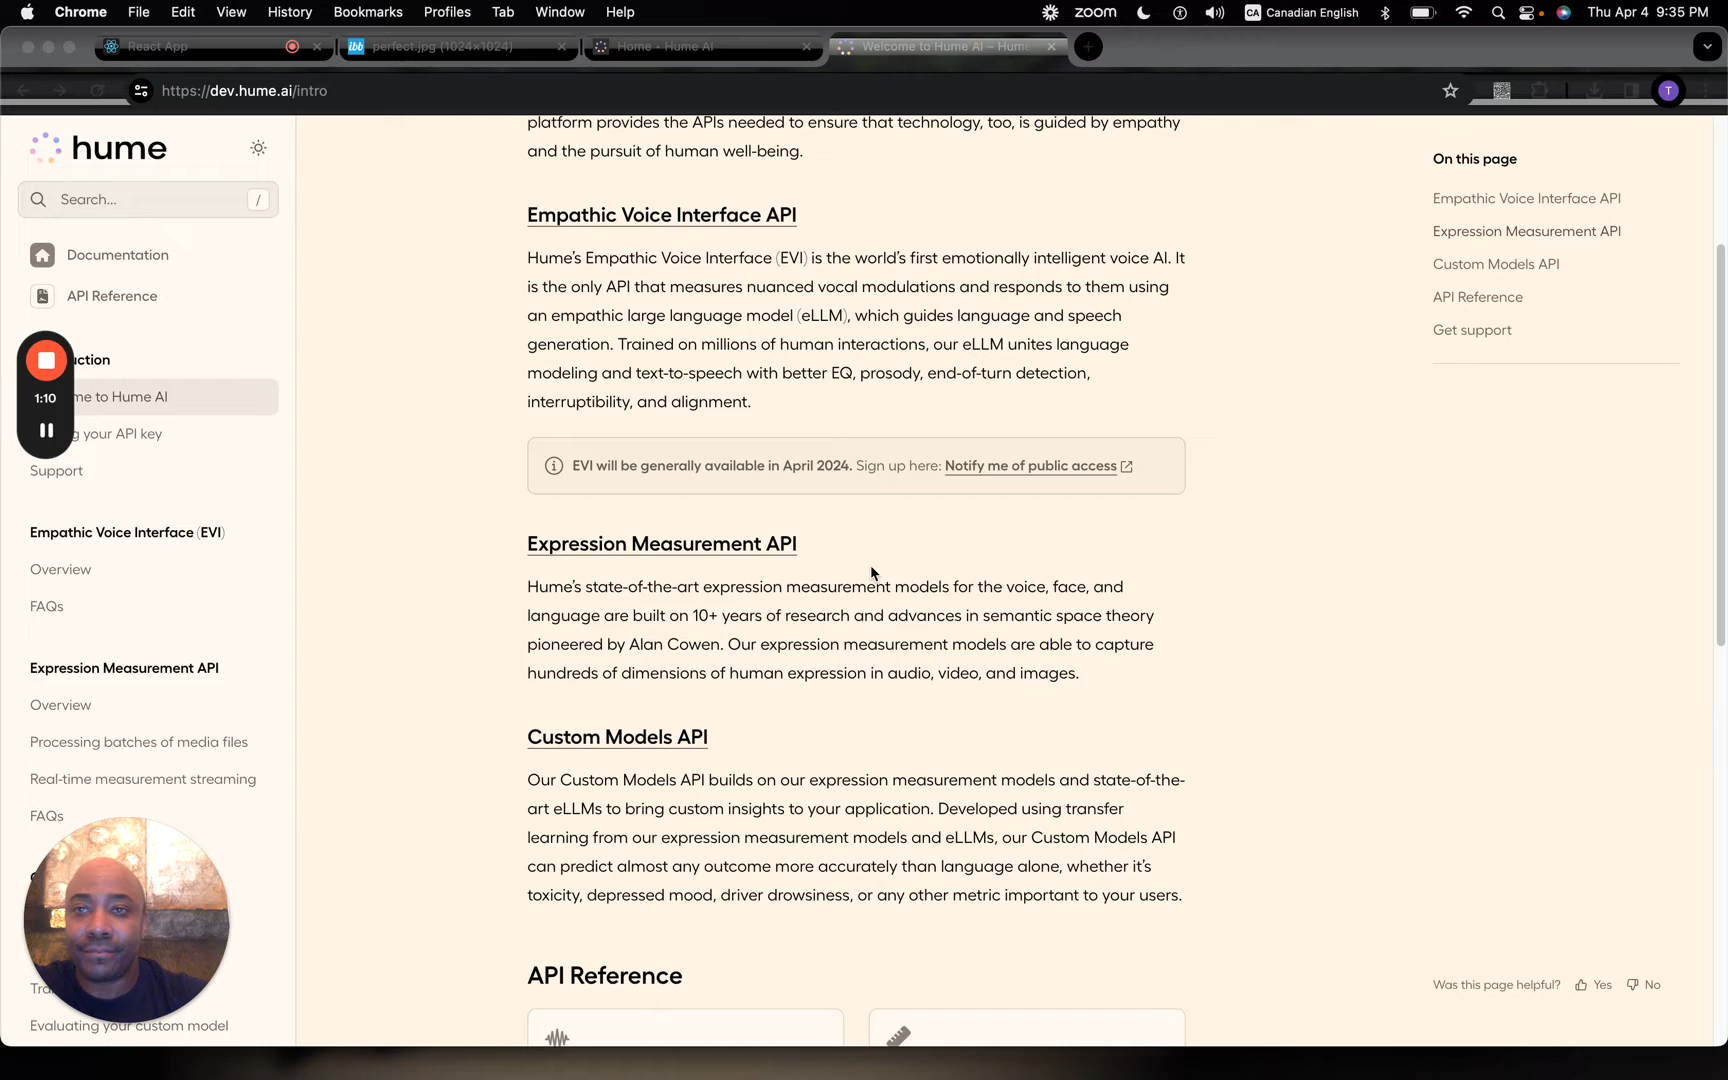 Chrome File Edit View History Bookmarks Profiles Tab Window Help zoom CA Canadian English Thu Apr 4 9:35 PM
React App ibb perfect.jpg (1024×1024) Home - Hume AI Welcome to Hume AI – Hume
https://dev.hume.ai/intro T
hume
Search... /
Documentation
API Reference
uction
me to Hume AI
g your API key
Support
Empathic Voice Interface (EVI)
Overview
FAQs
Expression Measurement API
Overview
Processing batches of media files
Real-time measurement streaming
FAQs
Evaluating your custom model
1:10
platform provides the APIs needed to ensure that technology, too, is guided by empathy
and the pursuit of human well-being.
Empathic Voice Interface API
Hume’s Empathic Voice Interface (EVI) is the world’s first emotionally intelligent voice AI. It
is the only API that measures nuanced vocal modulations and responds to them using
an empathic large language model (eLLM), which guides language and speech
generation. Trained on millions of human interactions, our eLLM unites language
modeling and text-to-speech with better EQ, prosody, end-of-turn detection,
interruptibility, and alignment.
EVI will be generally available in April 2024. Sign up here: Notify me of public access
Expression Measurement API
Hume’s state-of-the-art expression measurement models for the voice, face, and
language are built on 10+ years of research and advances in semantic space theory
pioneered by Alan Cowen. Our expression measurement models are able to capture
hundreds of dimensions of human expression in audio, video, and images.
Custom Models API
Our Custom Models API builds on our expression measurement models and state-of-the-
art eLLMs to bring custom insights to your application. Developed using transfer
learning from our expression measurement models and eLLMs, our Custom Models API
can predict almost any outcome more accurately than language alone, whether it’s
toxicity, depressed mood, driver drowsiness, or any other metric important to your users.
API Reference
On this page
Empathic Voice Interface API
Expression Measurement API
Custom Models API
API Reference
Get support
Was this page helpful? Yes No